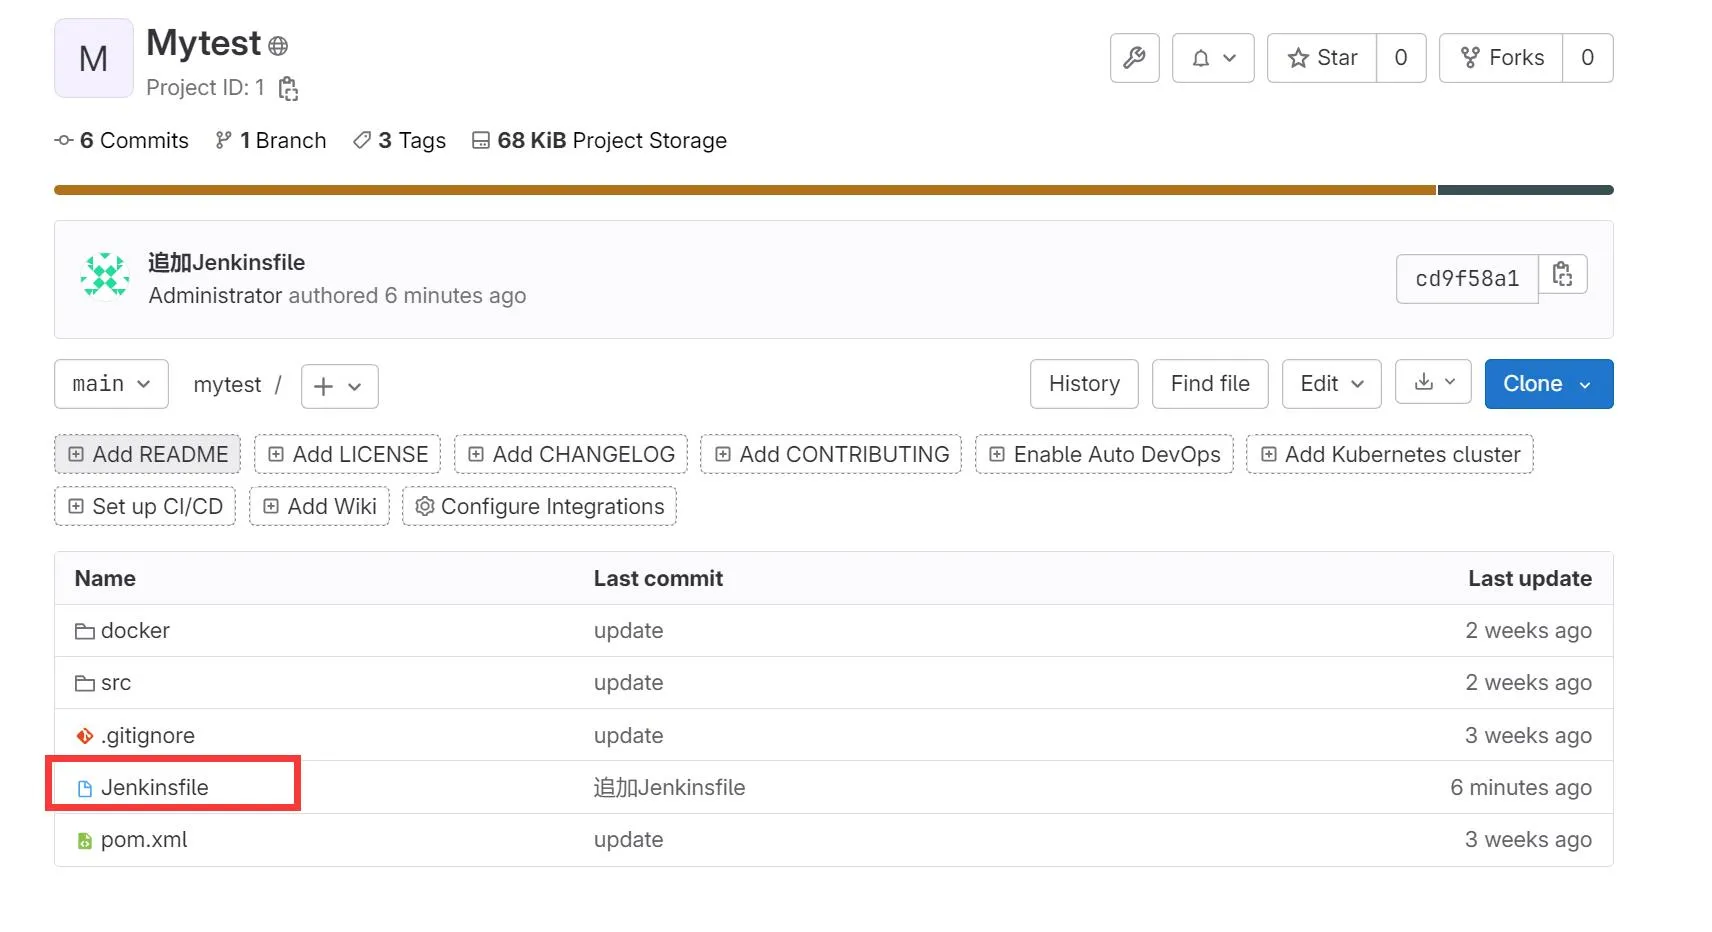 M
Mytest
Project ID: 1
Star 0
Forks 0
6 Commits 1 Branch 3 Tags 68 KiB Project Storage
追加Jenkinsfile
Administrator authored 6 minutes ago
cd9f58a1
main mytest / History Find file Edit Clone
Add README Add LICENSE Add CHANGELOG Add CONTRIBUTING Enable Auto DevOps Add Kubernetes cluster
Set up CI/CD Add Wiki Configure Integrations
Name Last commit Last update
docker update 2 weeks ago
src update 2 weeks ago
.gitignore update 3 weeks ago
Jenkinsfile 追加Jenkinsfile 6 minutes ago
pom.xml update 3 weeks ago